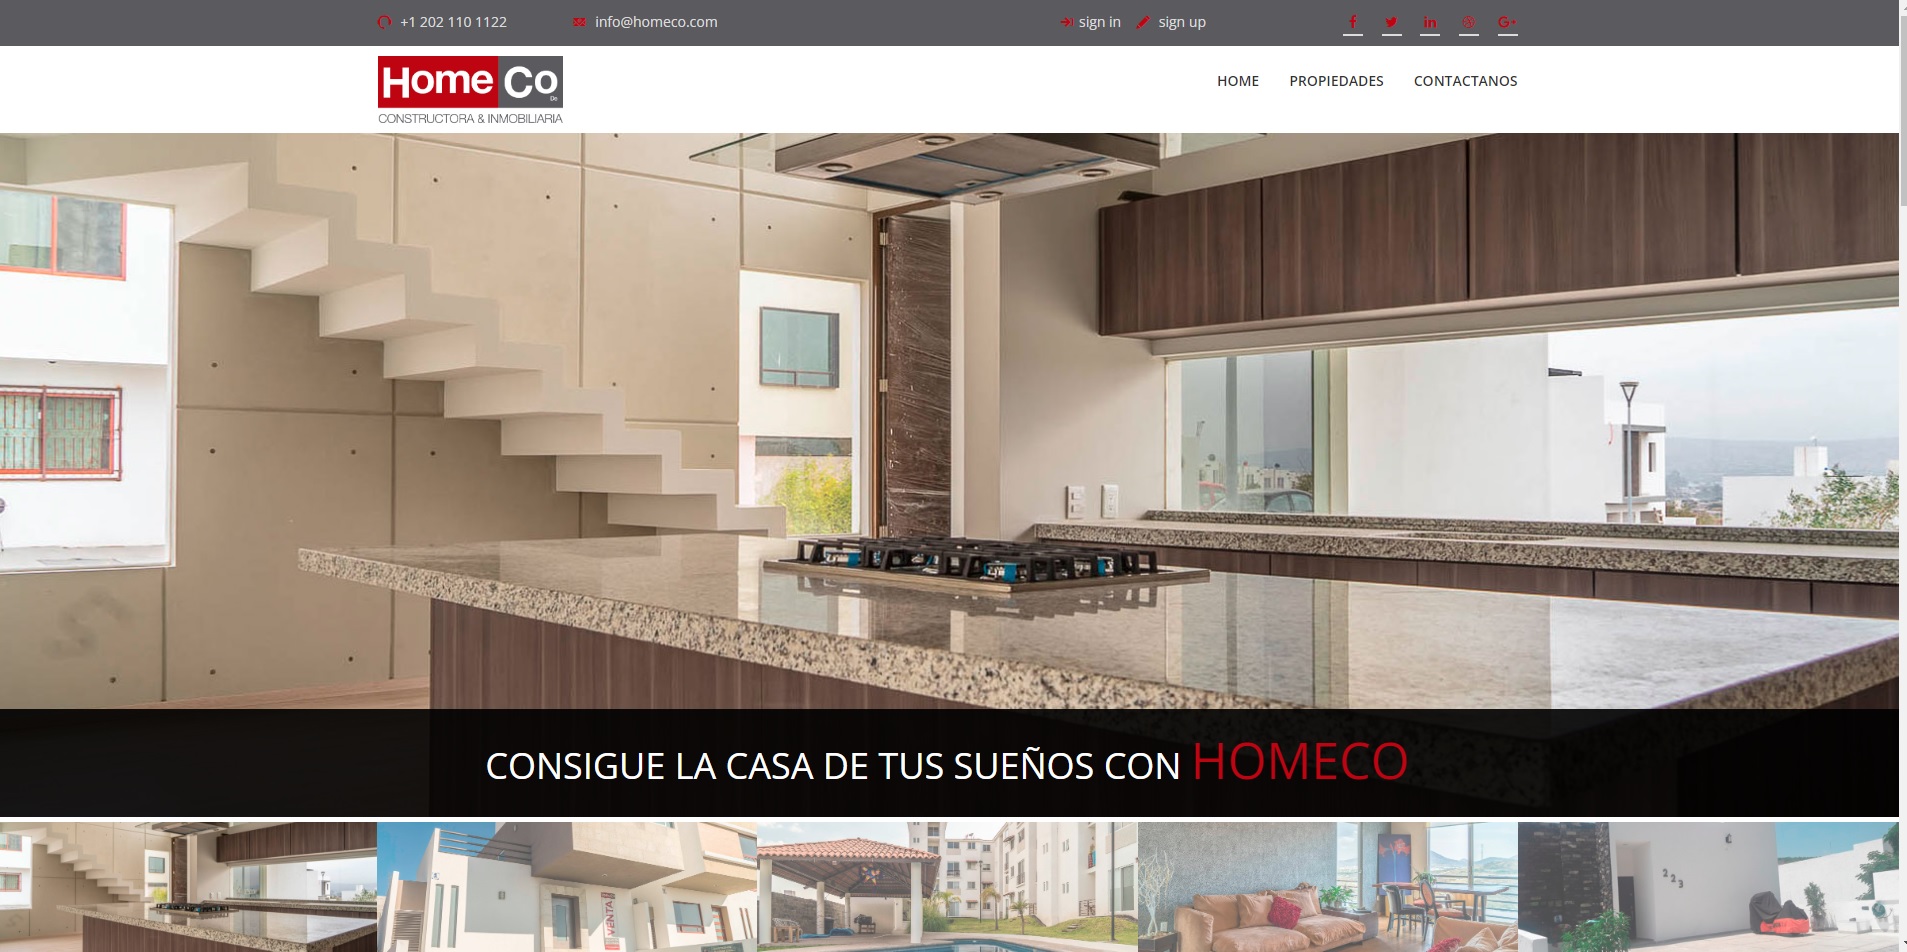 +1 202 110 1122
info@homeco.com
sign in
sign up
Home Co
De
CONSTRUCTORA & INMOBILIARIA
HOME
PROPIEDADES
CONTACTANOS
CONSIGUE LA CASA DE TUS SUEÑOS CON HOMECO
VENTA
223